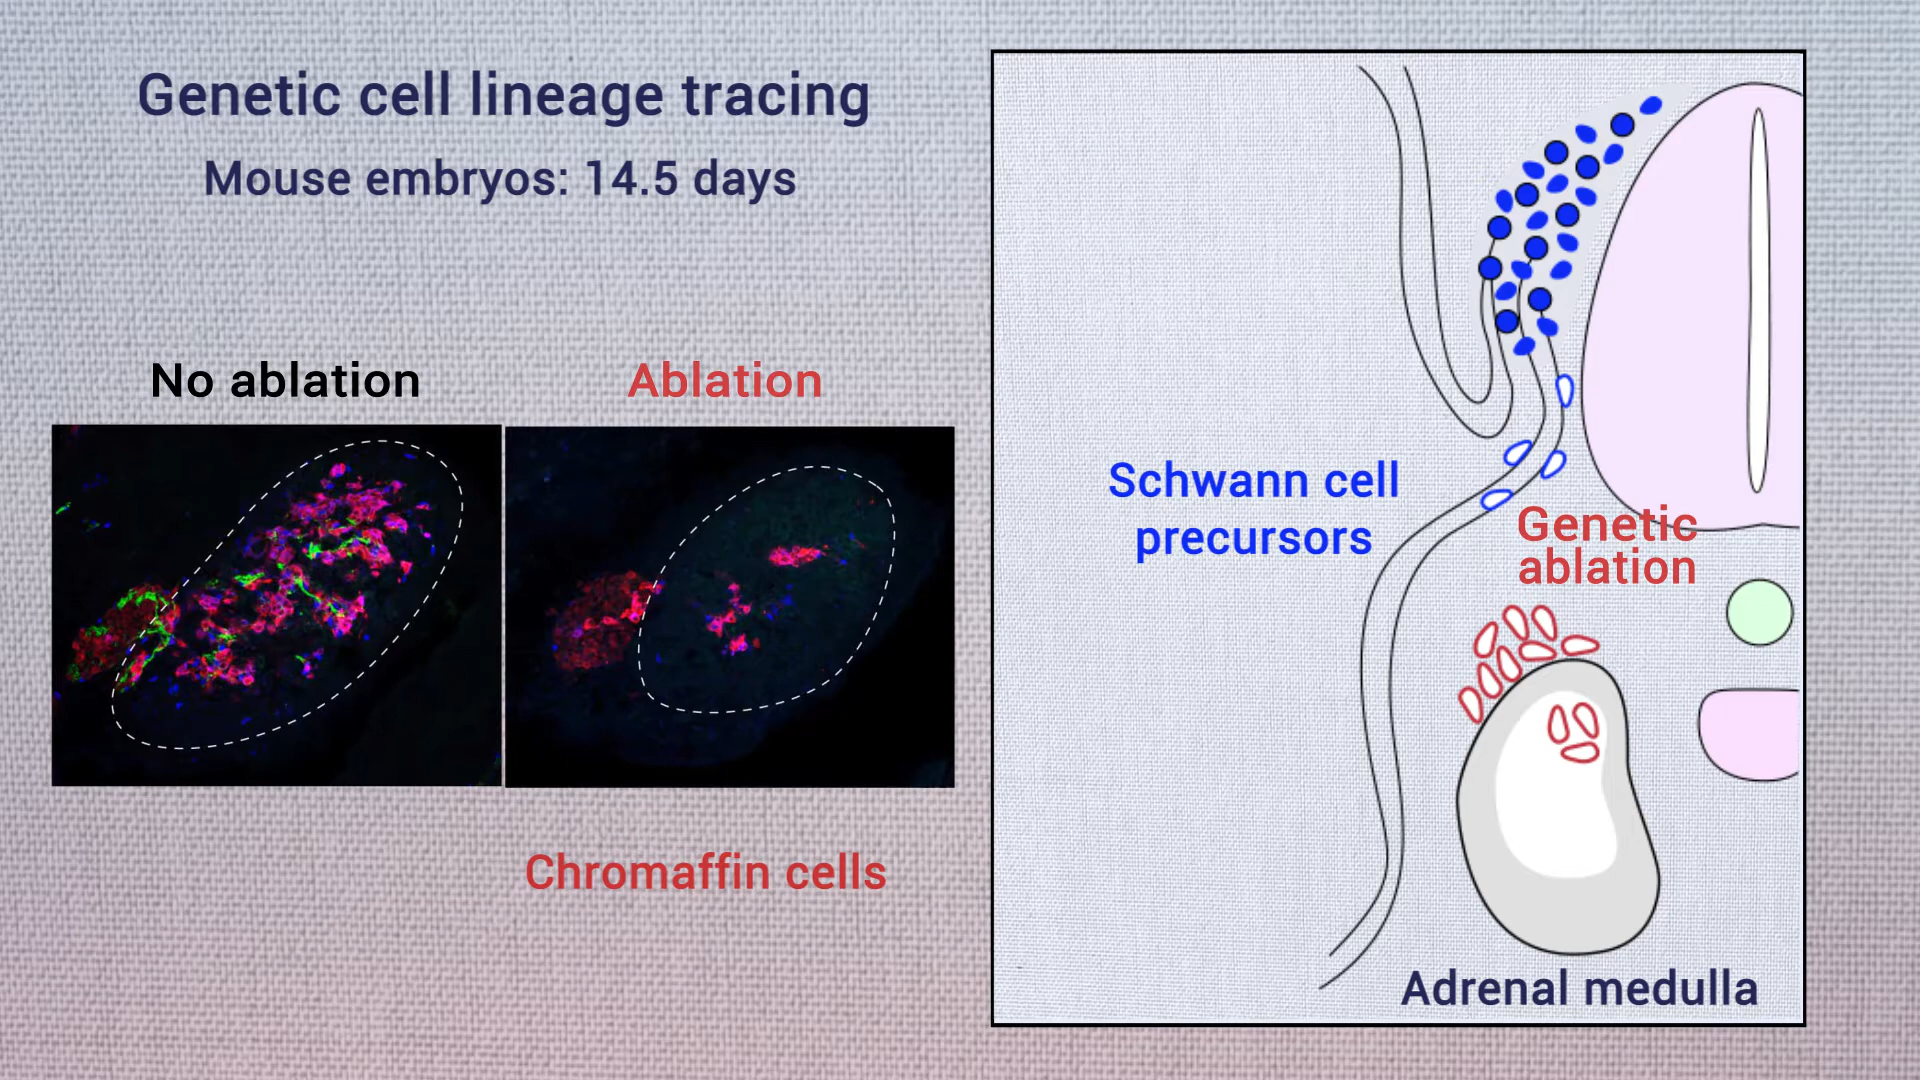 Genetic cell lineage tracing
Mouse embryos: 14.5 days
No ablation
Ablation
Chromaffin cells
Schwann cell
precursors
Genetic
ablation
Adrenal medulla